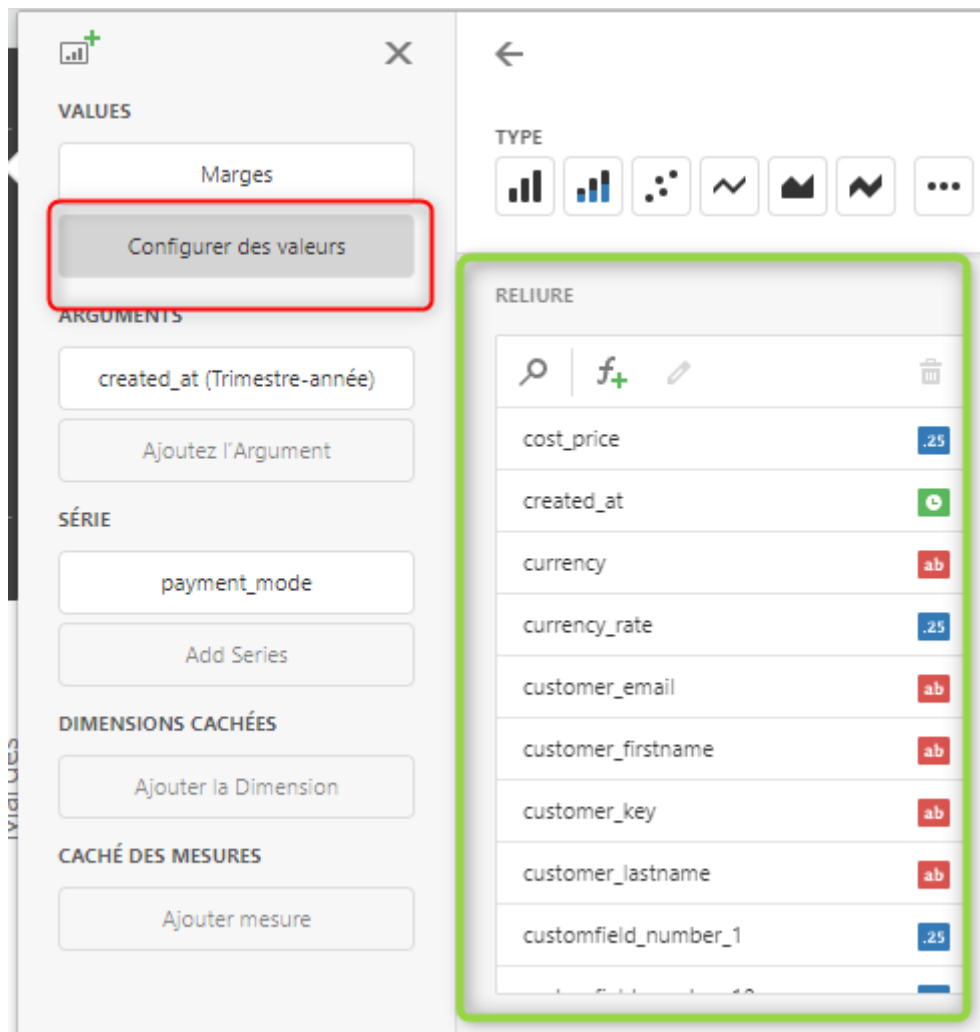 VALUES
Marges
Configurer des valeurs
ARGUMENTS
created_at (Trimestre-année)
Ajoutez l'Argument
SÉRIE
payment_mode
Add Series
DIMENSIONS CACHÉES
Ajouter la Dimension
CACHÉ DES MESURES
Ajouter mesure
TYPE
RELIURE
cost_price
.25
created_at
currency
ab
currency_rate
.25
customer_email
ab
customer_firstname
ab
customer_key
ab
customer_lastname
ab
customfield_number_1
.25